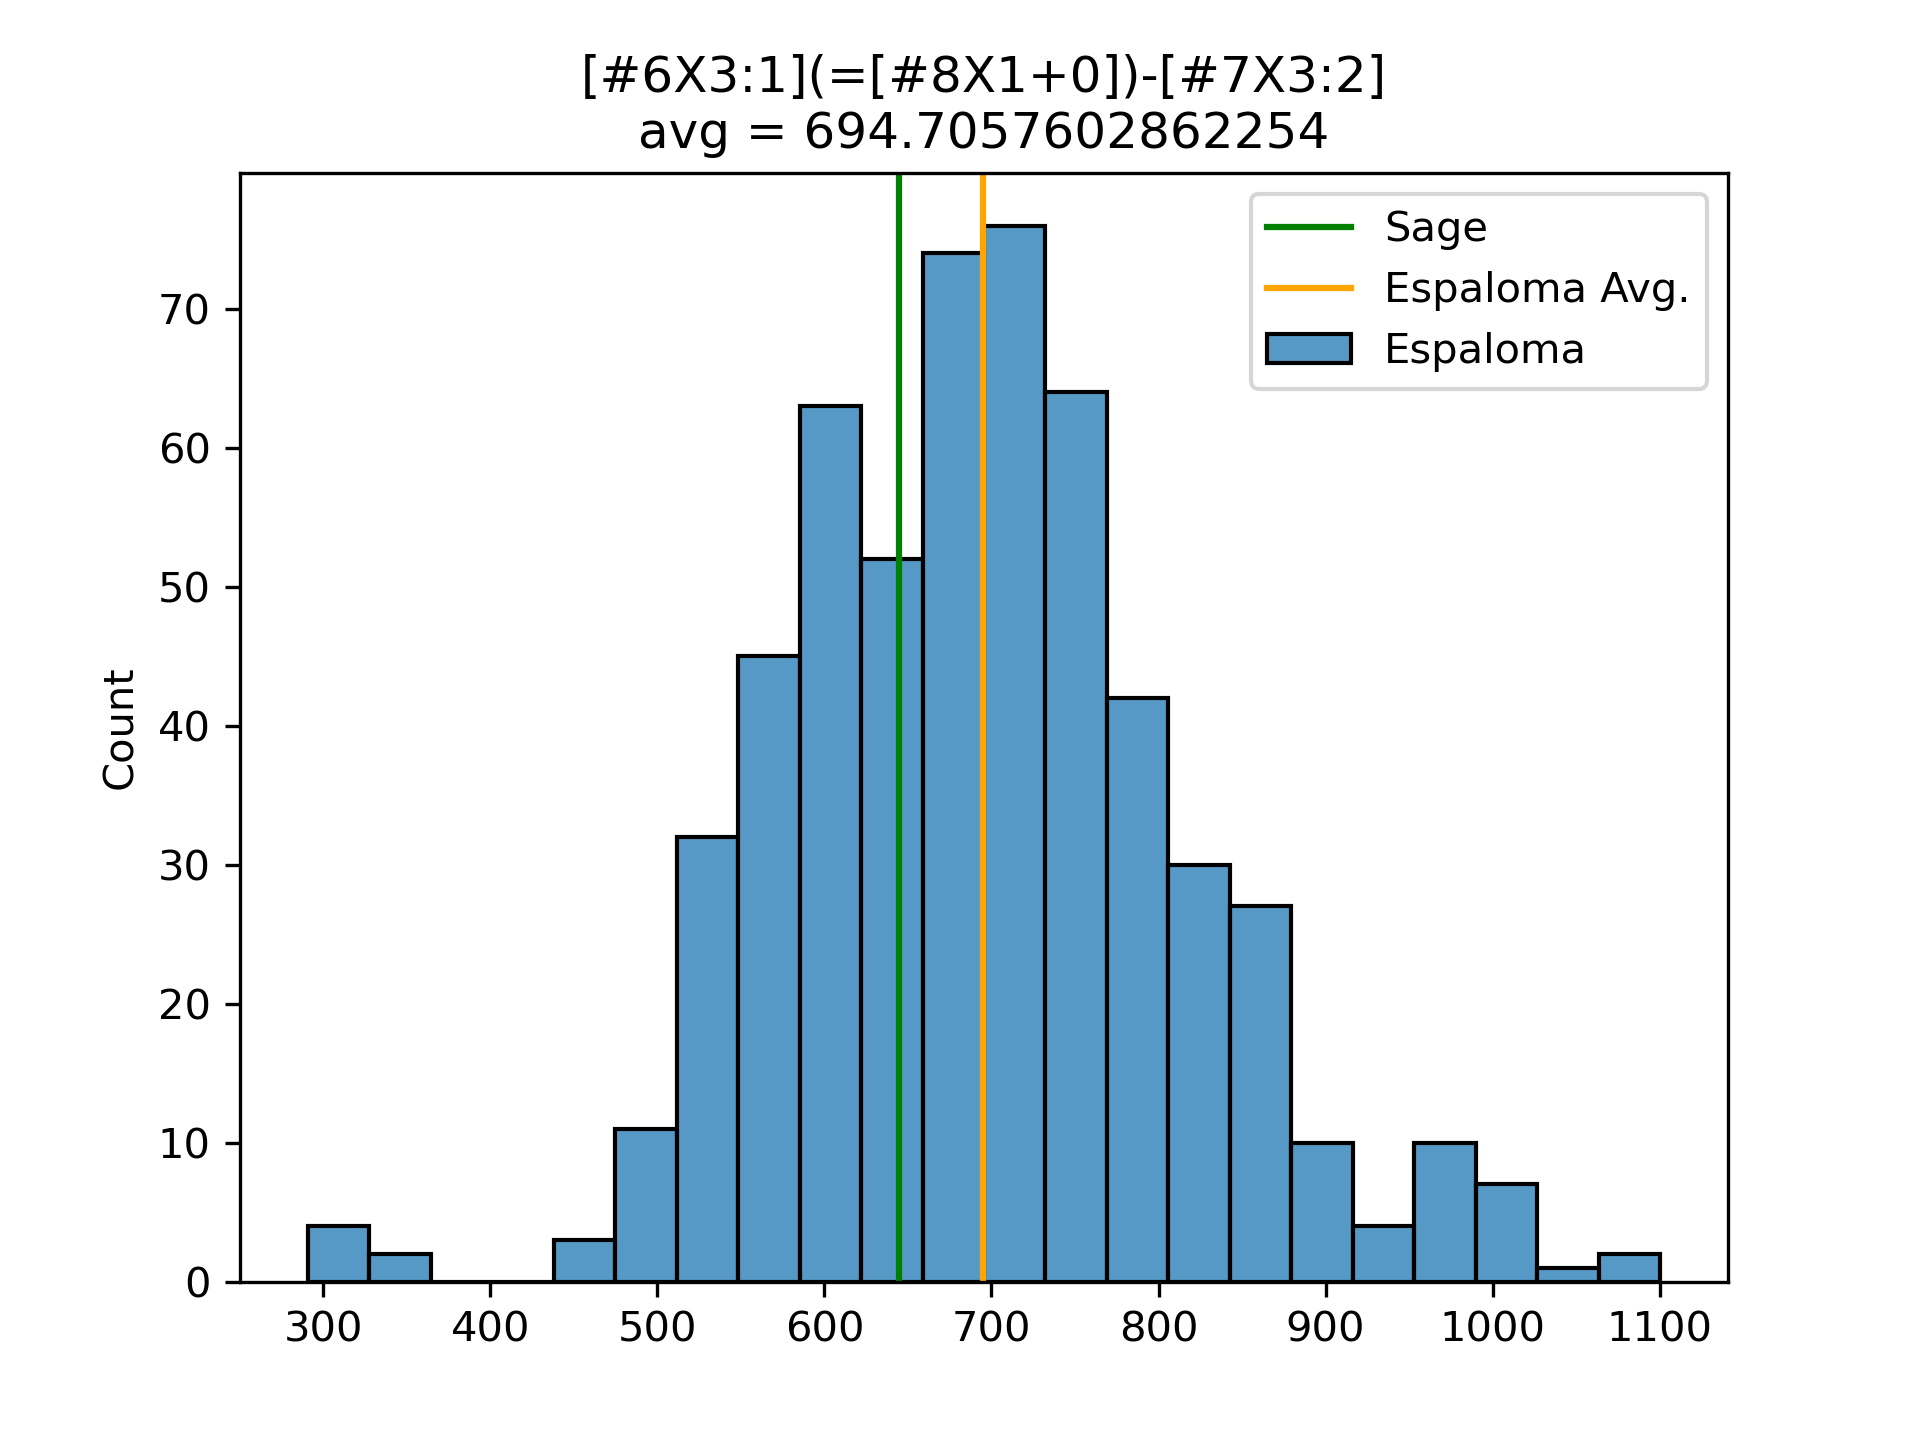 [#6X3:1](=[#8X1+0])-[#7X3:2]
avg = 694.7057602862254
Sage
Espaloma Avg.
Espaloma
Count
70
60
50
40
30
20
10
0
300 400 500 600 700 800 900 1000 1100